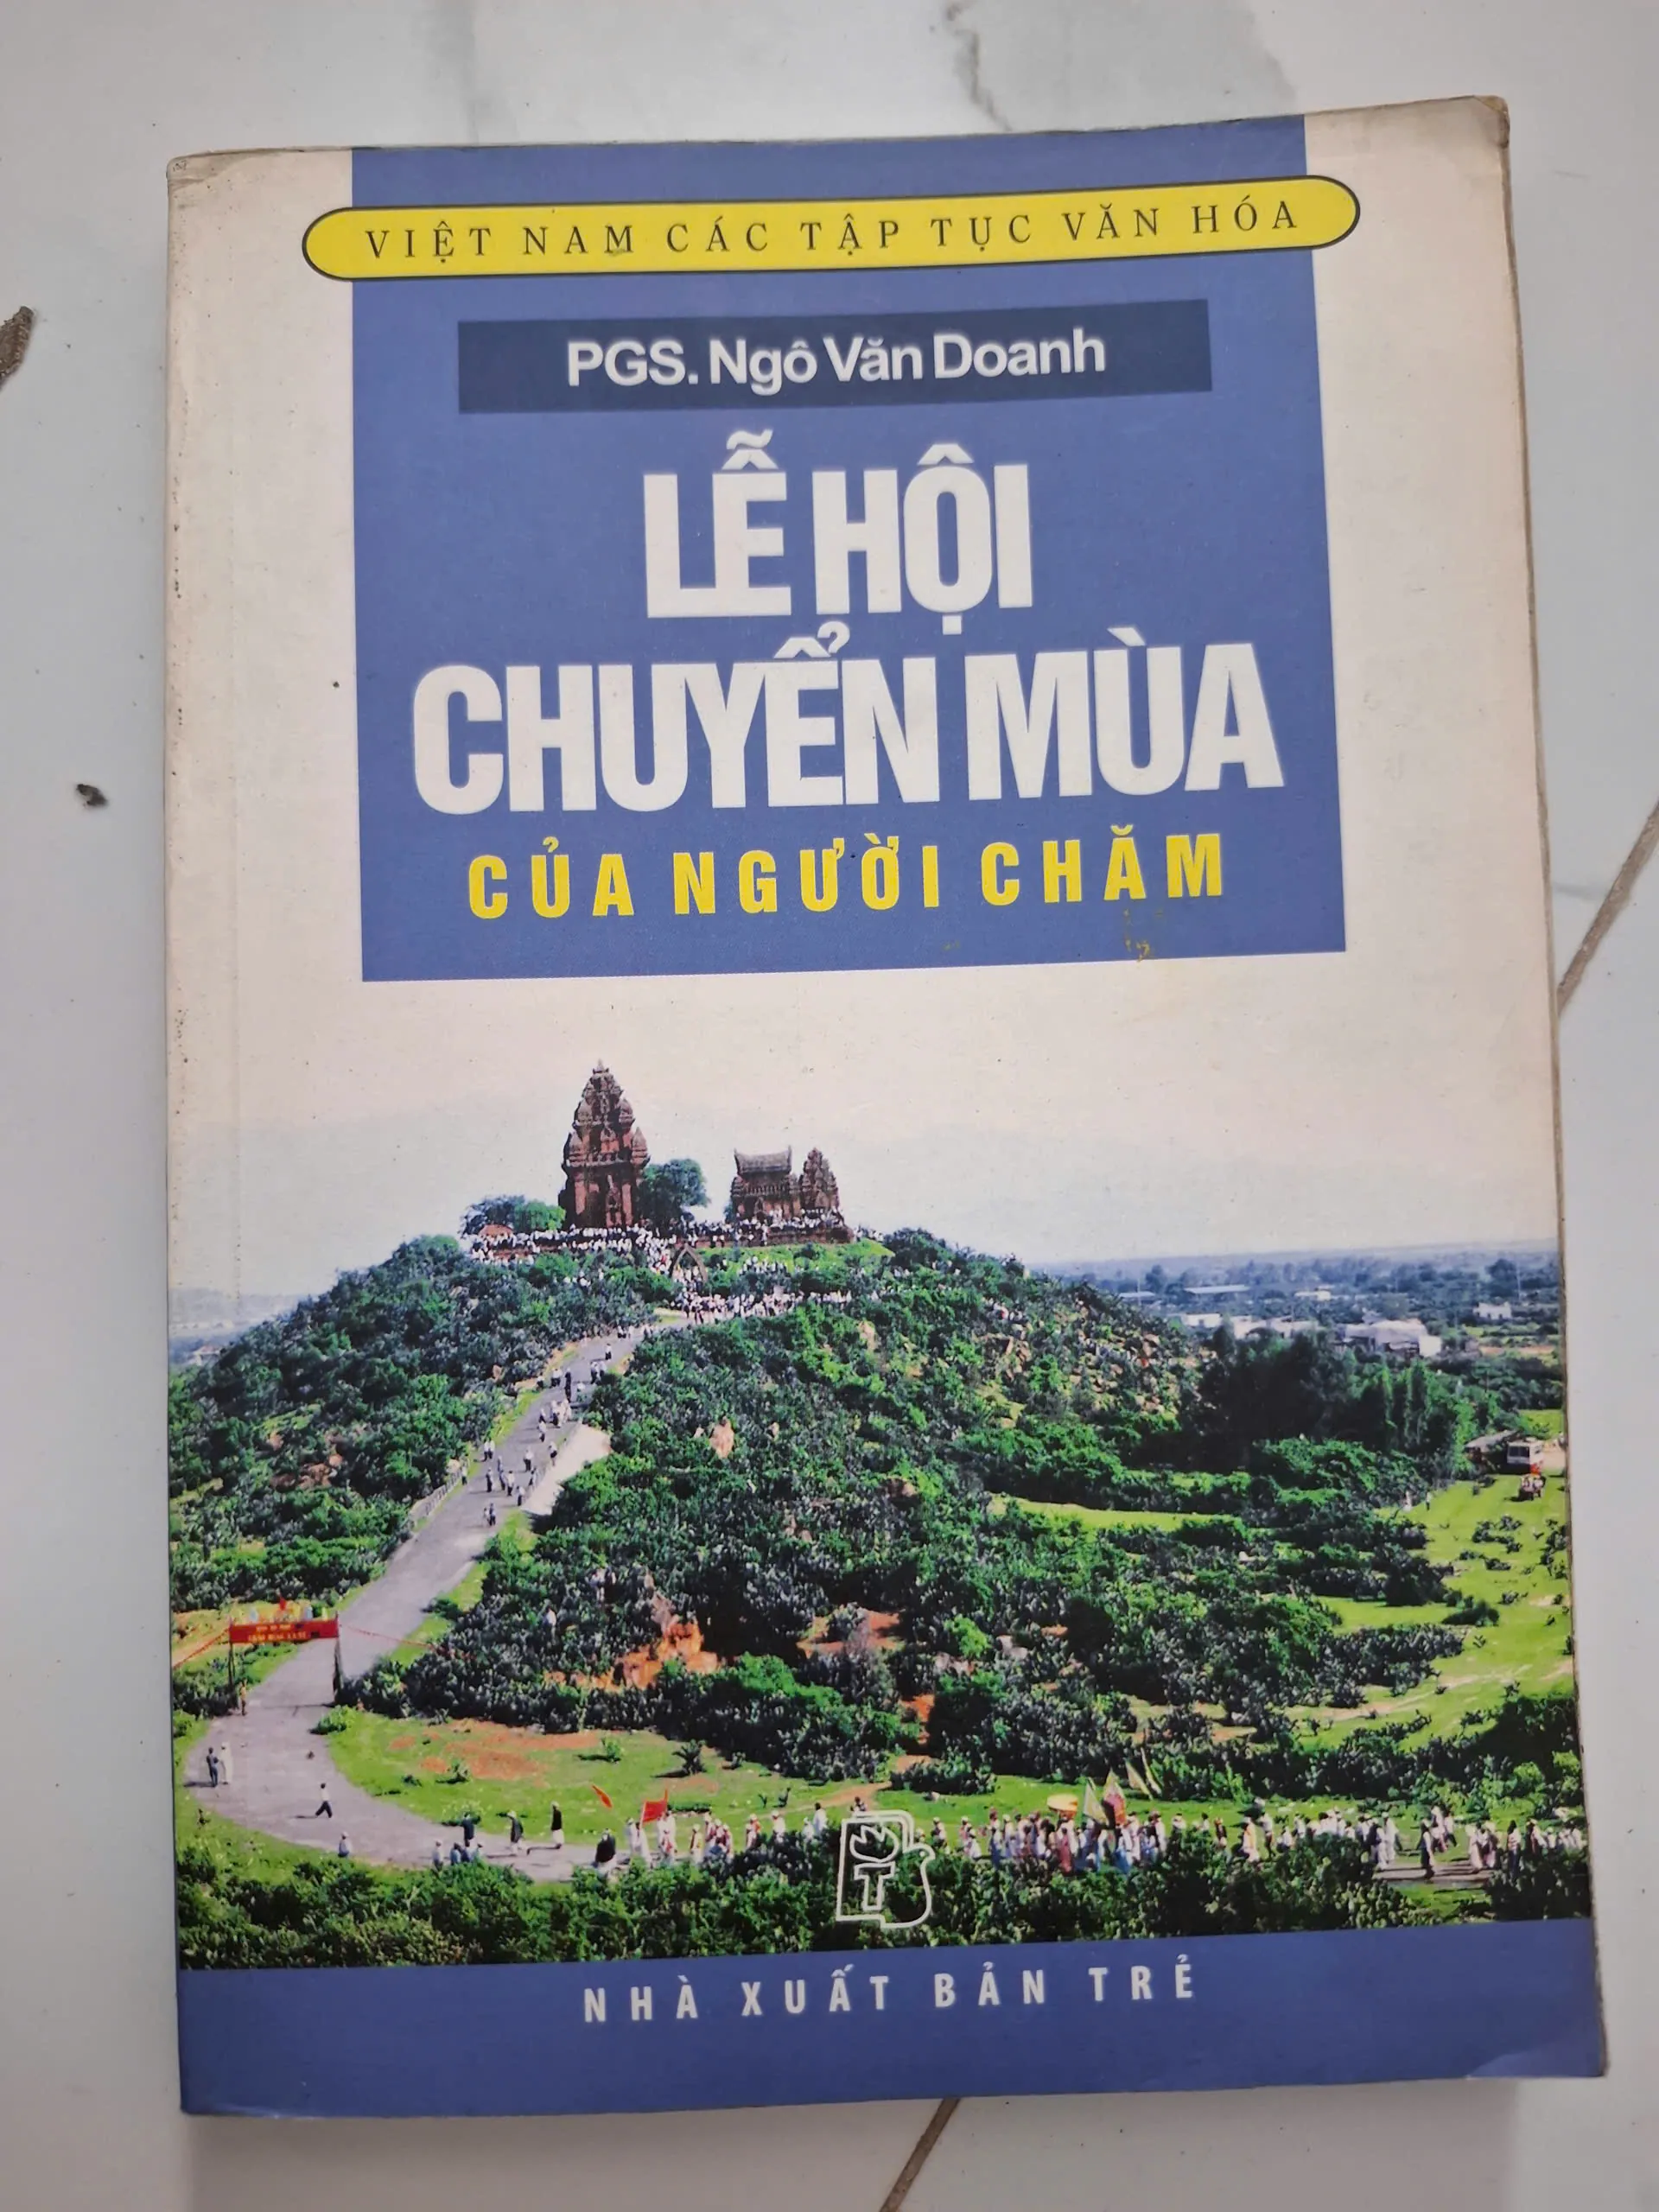 VIỆT NAM CÁC TẬP TỤC VĂN HÓA
PGS. Ngô Văn Doanh
LỄ HỘI
CHUYỂN MÙA
CỦA NGƯỜI CHĂM
T
NHÀ XUẤT BẢN TRẺ